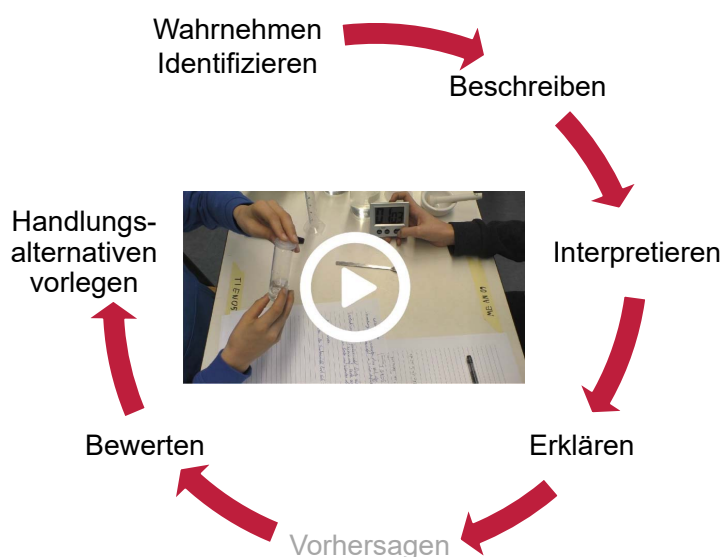 Wahrnehmen
Identifizieren
Beschreiben
Interpretieren
Erklären
Vorhersagen
Bewerten
Handlungs-
alternativen
vorlegen